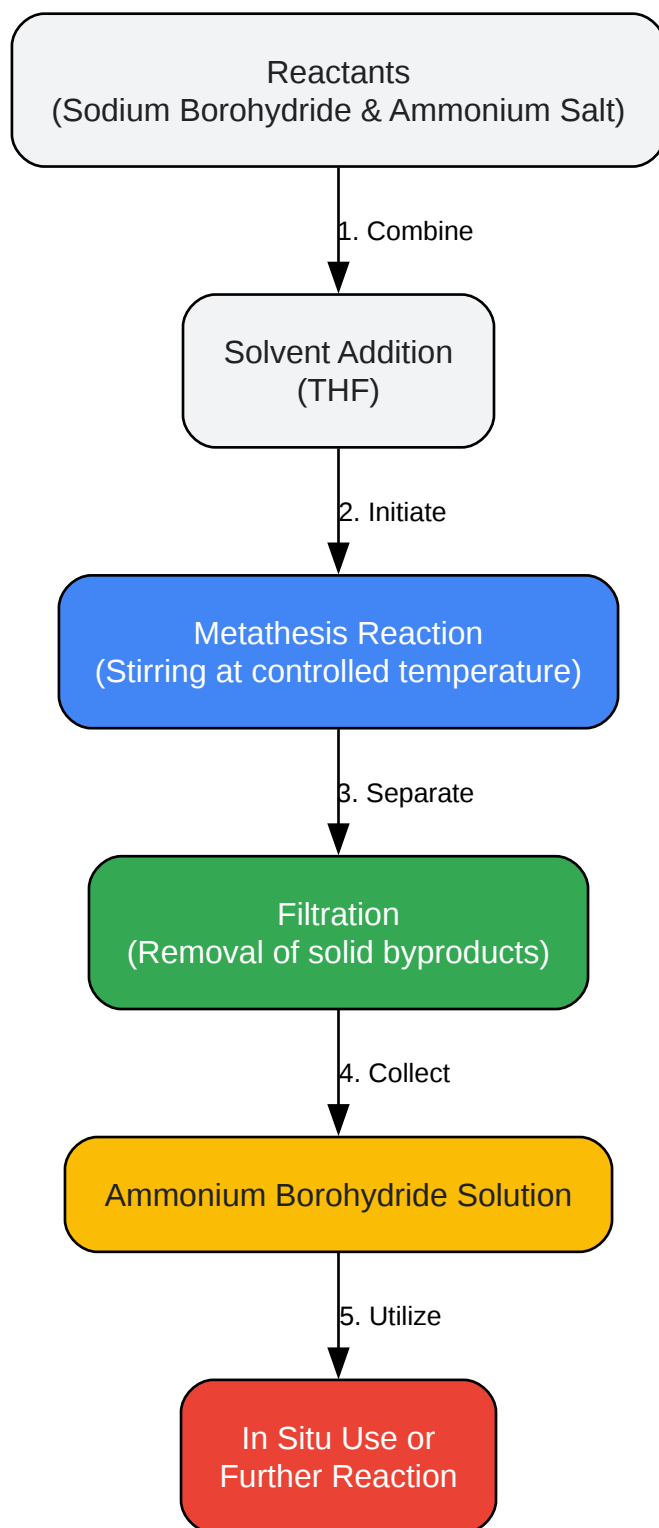 Reactants
(Sodium Borohydride & Ammonium Salt)
1. Combine
Solvent Addition
(THF)
2. Initiate
Metathesis Reaction
(Stirring at controlled temperature)
3. Separate
Filtration
(Removal of solid byproducts)
4. Collect
Ammonium Borohydride Solution
5. Utilize
In Situ Use or
Further Reaction